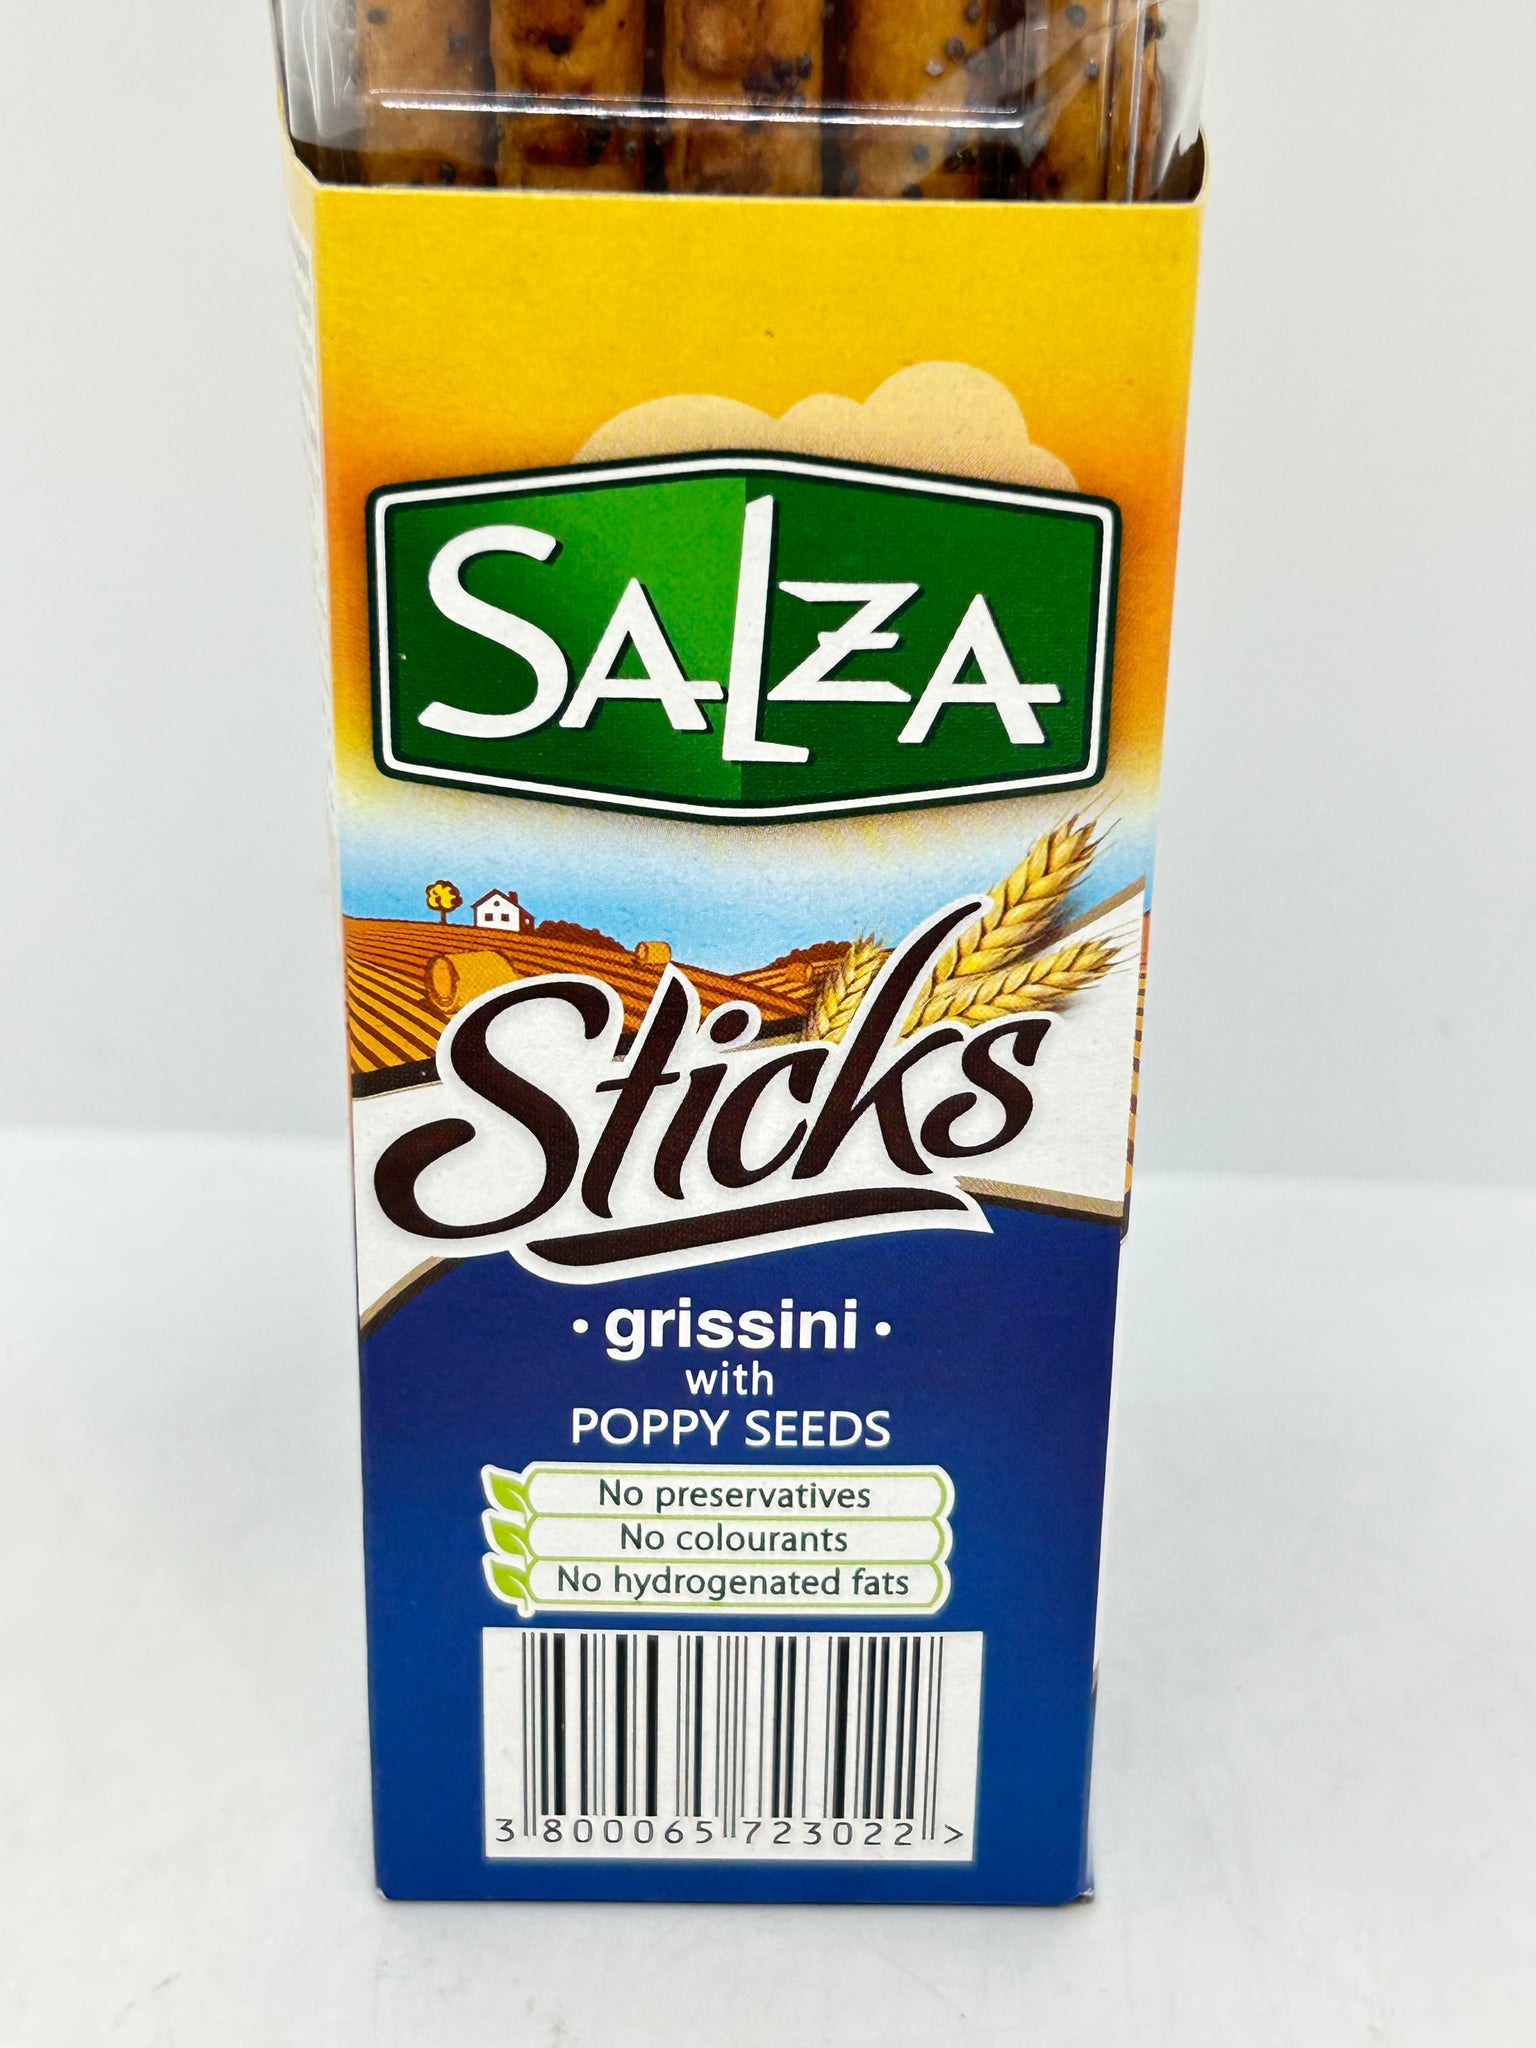 SALZA
Sticks
· grissini ·
with
POPPY SEEDS
No preservatives
No colourants
No hydrogenated fats
3 800065 723022 >